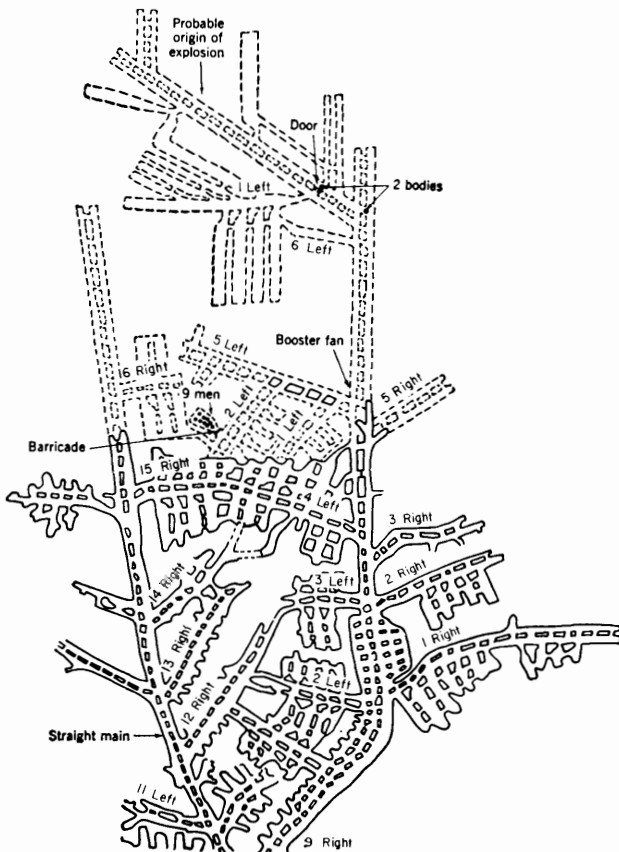 Probable
origin of
explosion
Door
1 Left
2 bodies
6 Left
Booster fan
5 Left
16 Right
9 men
2 Left
1 Left
5 Right
Barricade
15 Right
4 Left
3 Right
3 Left
2 Right
14 Right
13 Right
1 Right
12 Right
2 Left
Straight main
11 Left
9 Right